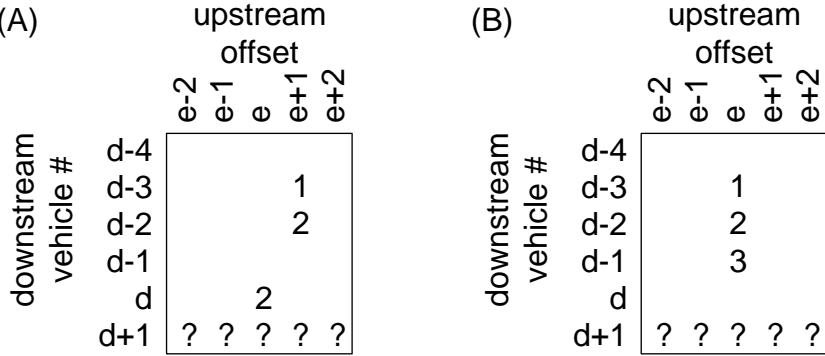 (A)
upstream
offset
e-2 e-1 e e+1 e+2
downstream
vehicle #
d-4
d-3 1
d-2 2
d-1
d 2
d+1 ? ? ? ? ?
(B)
upstream
offset
e-2 e-1 e e+1 e+2
downstream
vehicle #
d-4
d-3 1
d-2 2
d-1 3
d
d+1 ? ? ? ? ?